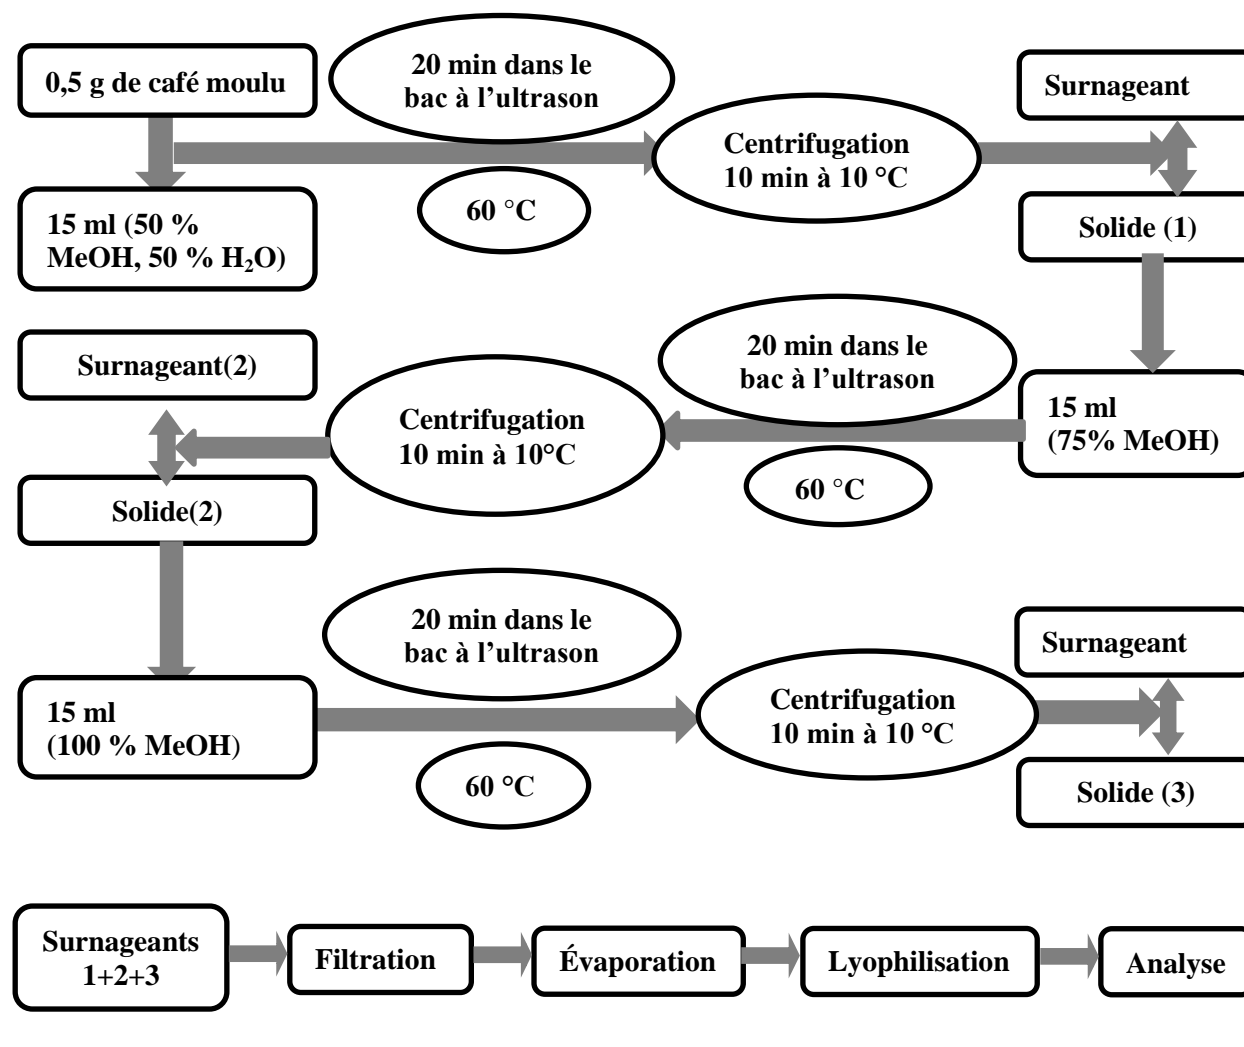 0,5 g de café moulu
20 min dans le
bac à l’ultrason
60 °C
Centrifugation
10 min à 10 °C
Surnageant
Solide (1)
15 ml (50 %
MeOH, 50 % H₂O)
15 ml
(75% MeOH)
20 min dans le
bac à l’ultrason
60 °C
Centrifugation
10 min à 10°C
Surnageant(2)
Solide(2)
15 ml
(100 % MeOH)
20 min dans le
bac à l’ultrason
60 °C
Centrifugation
10 min à 10 °C
Surnageant
Solide (3)
Surnageants
1+2+3
Filtration
Évaporation
Lyophilisation
Analyse